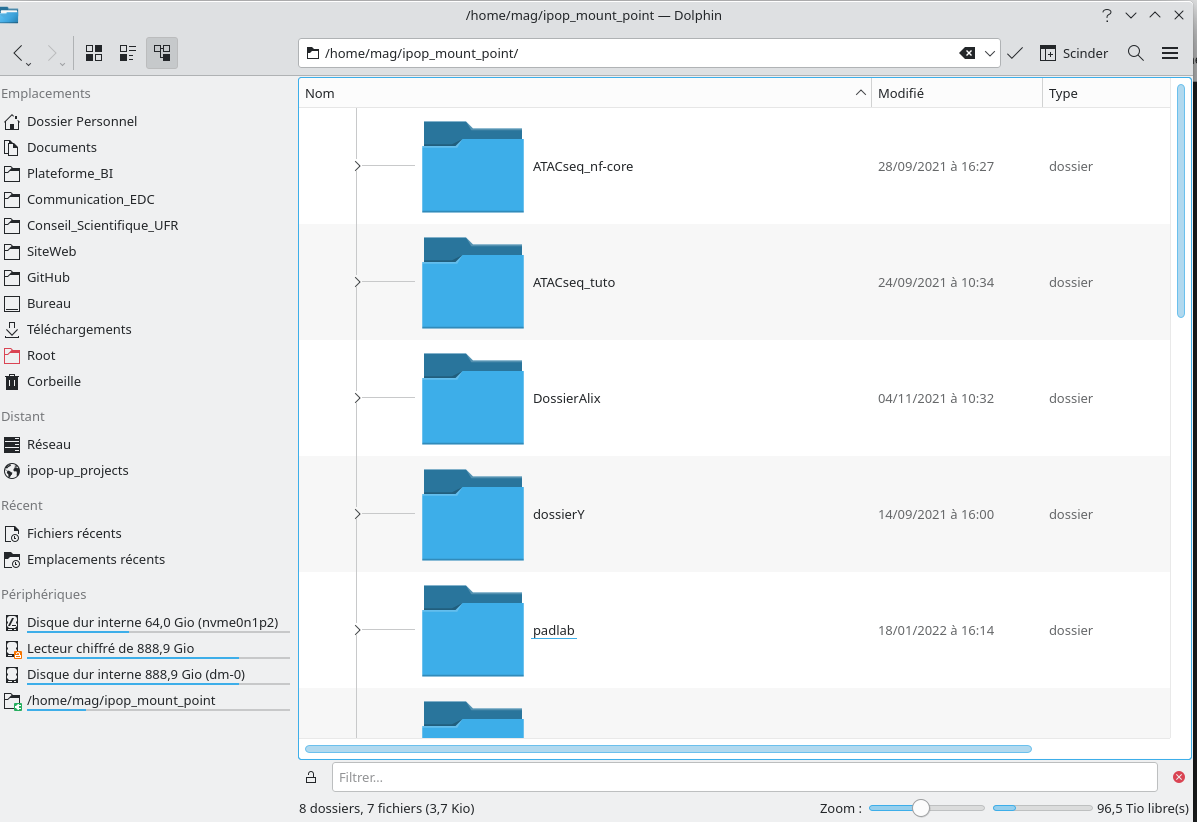 /home/mag/ipop_mount_point — Dolphin
/home/mag/ipop_mount_point/
Scinder
Emplacements
Dossier Personnel
Documents
Plateforme_BI
Communication_EDC
Conseil_Scientifique_UFR
SiteWeb
GitHub
Bureau
Téléchargements
Root
Corbeille
Distant
Réseau
ipop-up_projects
Récent
Fichiers récents
Emplacements récents
Périphériques
Disque dur interne 64,0 Gio (nvme0n1p2)
Lecteur chiffré de 888,9 Gio
Disque dur interne 888,9 Gio (dm-0)
/home/mag/ipop_mount_point
Nom Modifié Type
ATACseq_nf-core 28/09/2021 à 16:27 dossier
ATACseq_tuto 24/09/2021 à 10:34 dossier
DossierAlix 04/11/2021 à 10:32 dossier
dossierY 14/09/2021 à 16:00 dossier
padlab 18/01/2022 à 16:14 dossier
Filtrer...
8 dossiers, 7 fichiers (3,7 Kio) Zoom : 96,5 Tio libre(s)